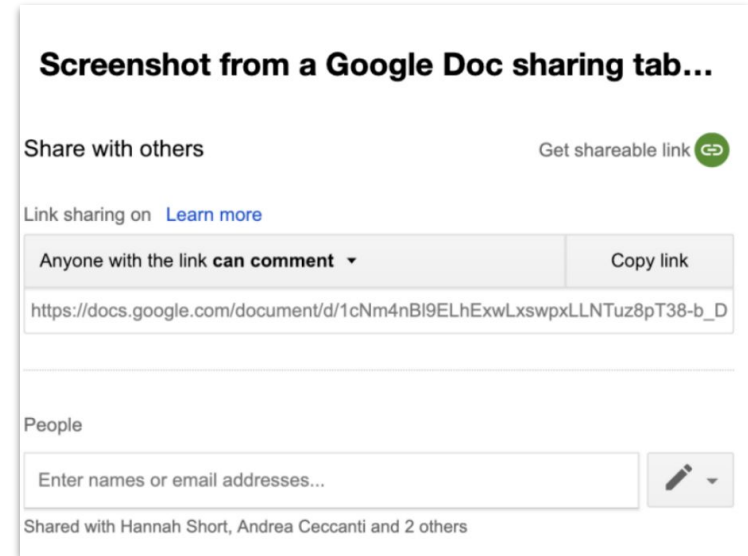 Screenshot from a Google Doc sharing tab...
Share with others
Get shareable link
Link sharing on Learn more
Anyone with the link can comment
Copy link
https://docs.google.com/document/d/1cNm4nBl9ELhExwLxswpxLLNTuz8pT38-b_D
People
Enter names or email addresses...
Shared with Hannah Short, Andrea Ceccanti and 2 others